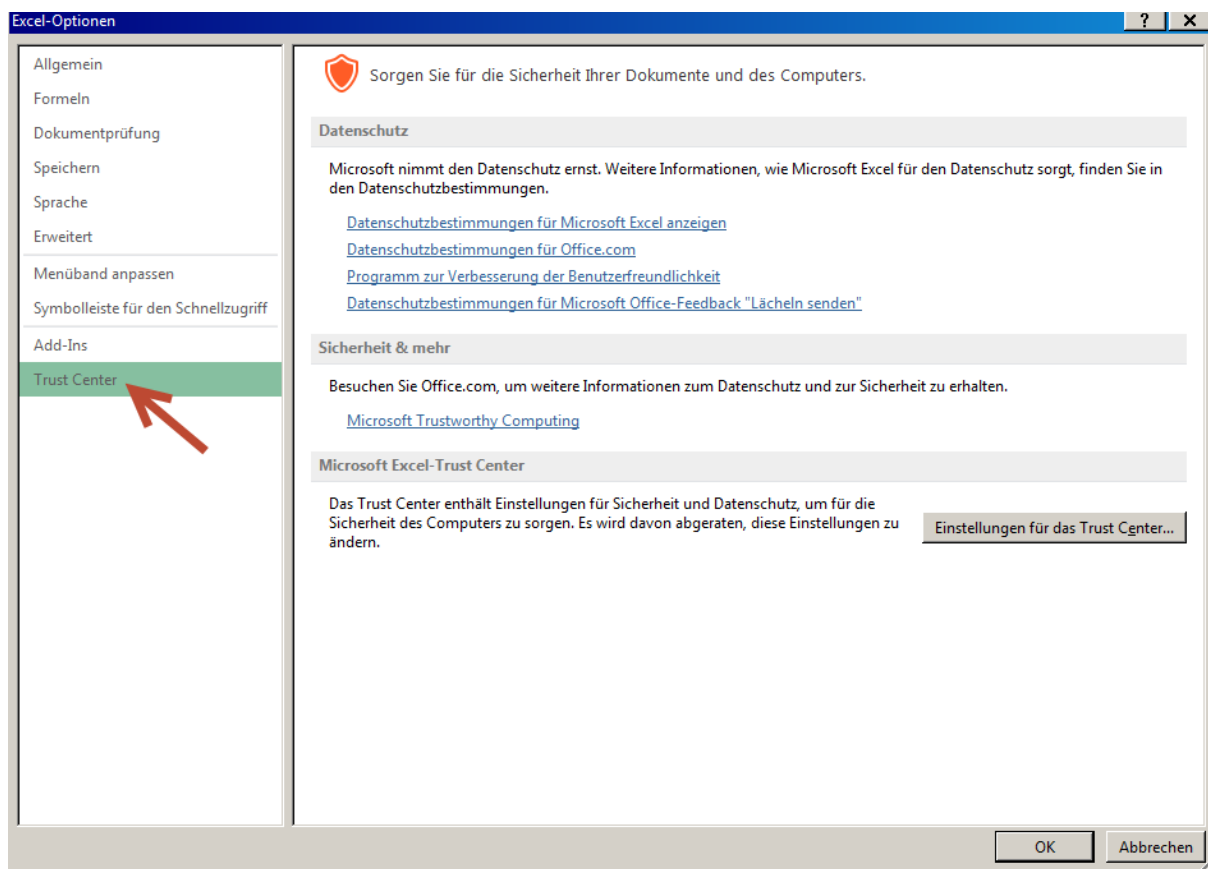 Excel-Optionen
?
X
Allgemein
Formeln
Dokumentprüfung
Speichern
Sprache
Erweitert
Menüband anpassen
Symbolleiste für den Schnellzugriff
Add-Ins
Trust Center
Sorgen Sie für die Sicherheit Ihrer Dokumente und des Computers.
Datenschutz
Microsoft nimmt den Datenschutz ernst. Weitere Informationen, wie Microsoft Excel für den Datenschutz sorgt, finden Sie in
den Datenschutzbestimmungen.
Datenschutzbestimmungen für Microsoft Excel anzeigen
Datenschutzbestimmungen für Office.com
Programm zur Verbesserung der Benutzerfreundlichkeit
Datenschutzbestimmungen für Microsoft Office-Feedback "Lächeln senden"
Sicherheit & mehr
Besuchen Sie Office.com, um weitere Informationen zum Datenschutz und zur Sicherheit zu erhalten.
Microsoft Trustworthy Computing
Microsoft Excel-Trust Center
Das Trust Center enthält Einstellungen für Sicherheit und Datenschutz, um für die
Sicherheit des Computers zu sorgen. Es wird davon abgeraten, diese Einstellungen zu
ändern.
Einstellungen für das Trust Center...
OK
Abbrechen